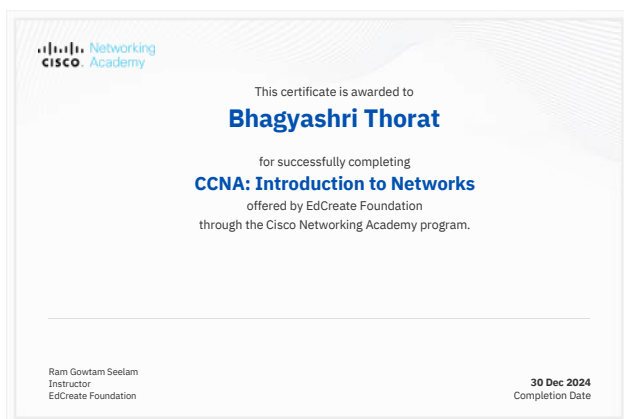 Networking
CISCO. Academy
This certificate is awarded to
Bhagyashri Thorat
for successfully completing
CCNA: Introduction to Networks
offered by EdCreate Foundation
through the Cisco Networking Academy program.
Ram Gowtam Seelam
Instructor
EdCreate Foundation
30 Dec 2024
Completion Date